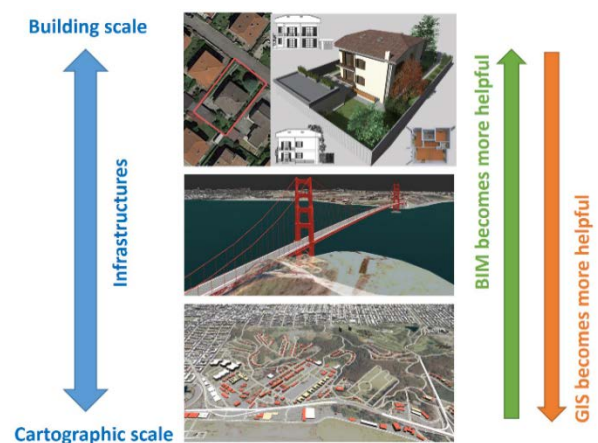 Building scale
Infrastructures
Cartographic scale
BIM becomes more helpful
GIS becomes more helpful